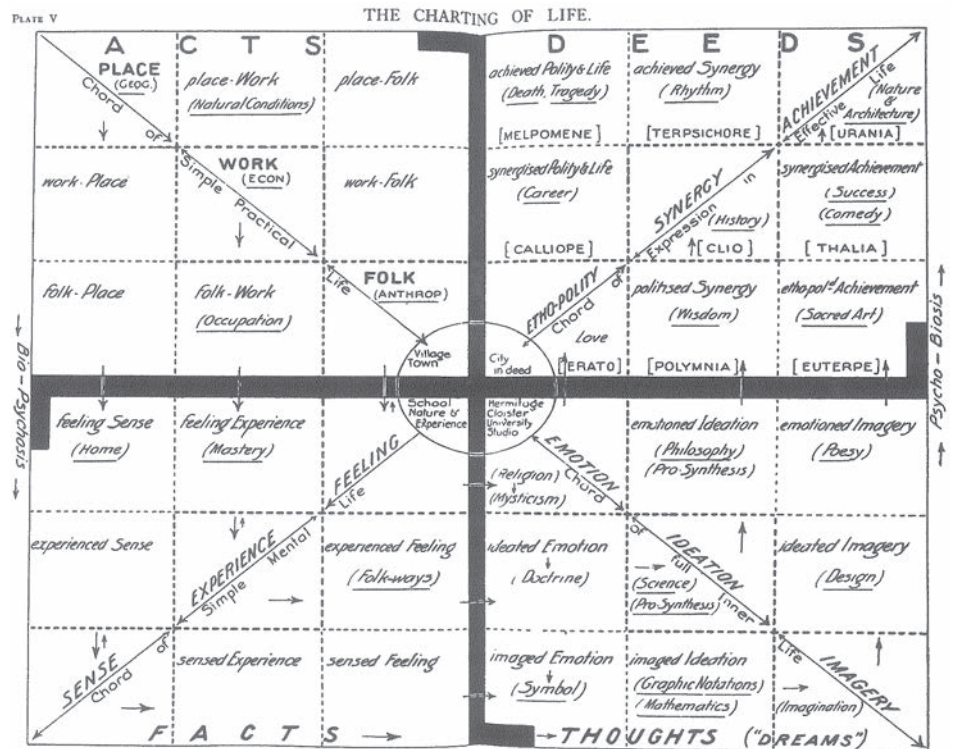 PLATE V
THE CHARTING OF LIFE.
ACTS
DEEDS
PLACE
(GEOG.)
place-Work
(Natural Conditions)
place-Folk
work-Place
WORK
(ECON)
work-Folk
folk-Place
folk-Work
(Occupation)
FOLK
(ANTHROP)
Chord of Simple Practical Life
achieved Polity & Life
(Death, Tragedy)
[MELPOMENE]
achieved Synergy
(Rhythm)
[TERPSICHORE]
ACHIEVEMENT
(Nature
&
Architecture)
[URANIA]
synergised Polity & Life
(Career)
[CALLIOPE]
SYNERGY
(History)
[CLIO]
synergised Achievement
(Success)
(Comedy)
[THALIA]
ETHO-POLITY
Love
[ERATO]
politised Synergy
(Wisdom)
[POLYMNIA]
etho-pol^d Achievement
(Sacred Art)
[EUTERPE]
Chord of Expression in Effective Life
Village
Town
City
in deed
School
Nature &
Experience
Hermitage
Cloister
University
Studio
Bio-Psychosis
Psycho-Biosis
feeling Sense
(Home)
feeling Experience
(Mastery)
FEELING
experienced Sense
EXPERIENCE
experienced Feeling
(Folk-ways)
SENSE
sensed Experience
sensed Feeling
Chord of Simple Mental Life
EMOTION
(Religion)
(Mysticism)
emotioned Ideation
(Philosophy)
(Pro-Synthesis)
emotioned Imagery
(Poesy)
ideated Emotion
(Doctrine)
IDEATION
(Science)
(Pro-Synthesis)
ideated Imagery
(Design)
imaged Emotion
(Symbol)
imaged Ideation
(Graphic Notations)
(Mathematics)
IMAGERY
(Imagination)
Chord of Full Inner Life
FACTS
THOUGHTS ("DREAMS")